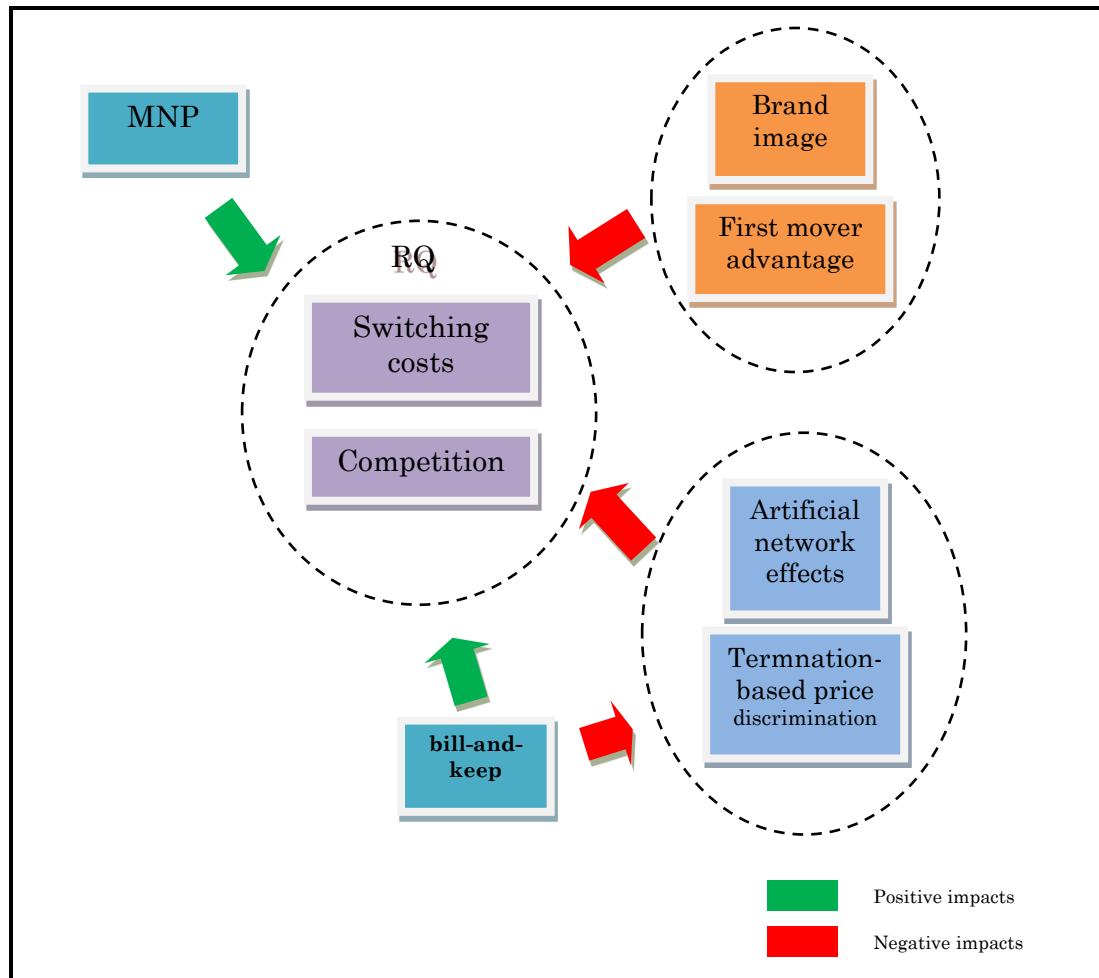 MNP
Brand
image
First mover
advantage
RQ
Switching
costs
Competition
Artificial
network
effects
Termnation-
based price
discrimination
bill-and-
keep
Positive impacts
Negative impacts